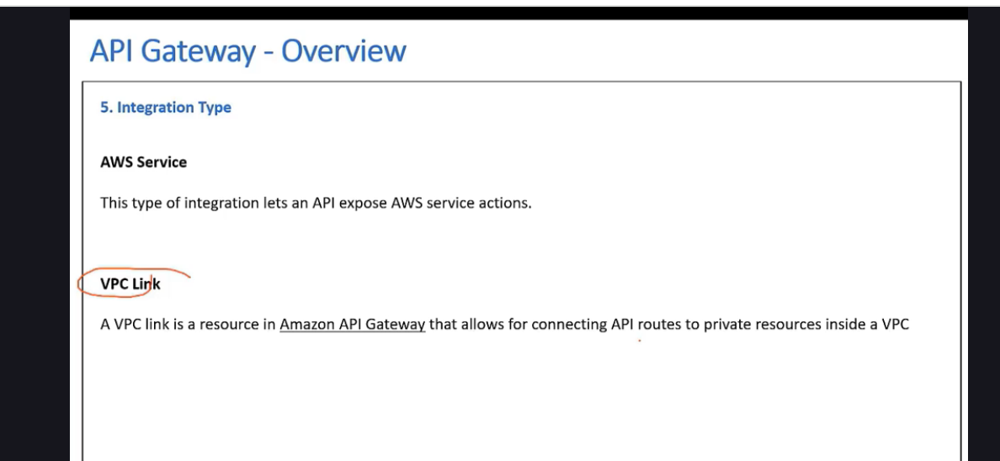 API Gateway - Overview
5. Integration Type
AWS Service
This type of integration lets an API expose AWS service actions.
VPC Link
A VPC link is a resource in Amazon API Gateway that allows for connecting API routes to private resources inside a VPC